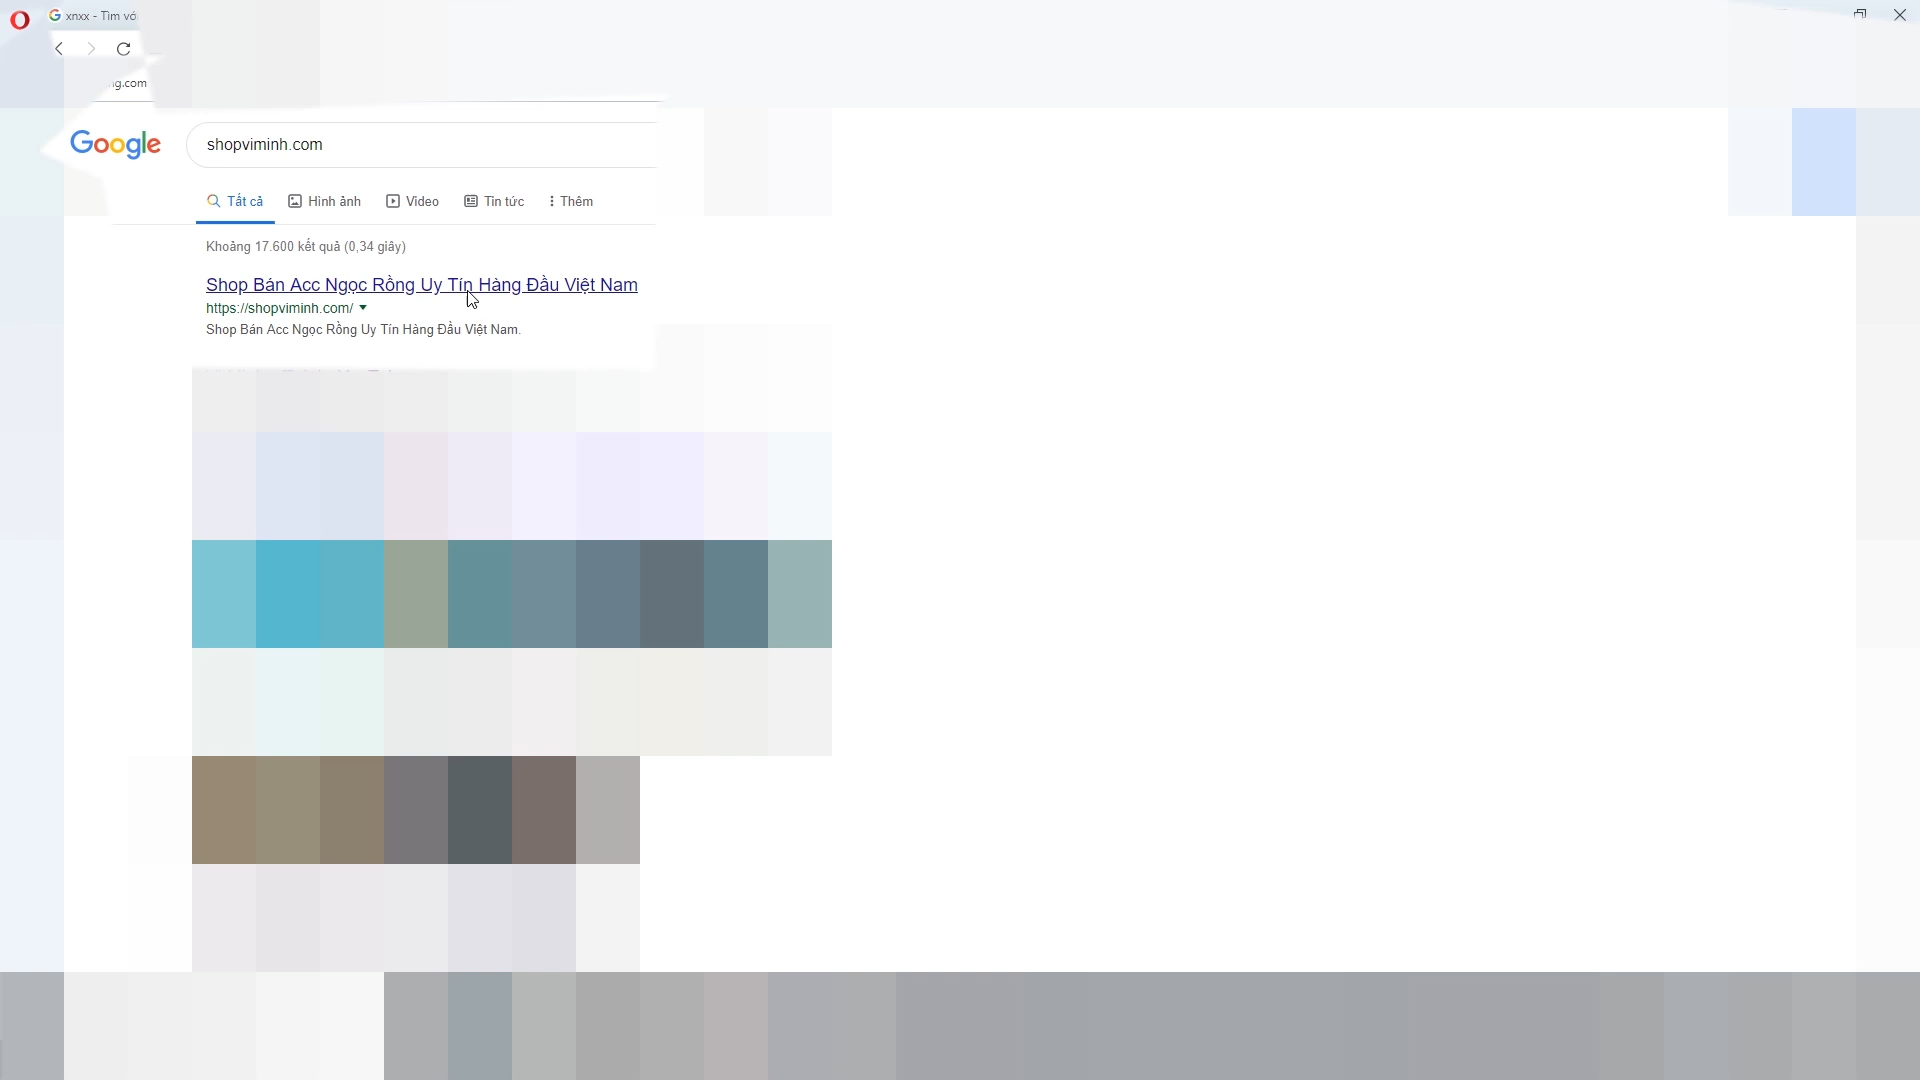 xnxx - Tìm vớ
ng.com
Google
shopviminh.com
Tất cả
Hình ảnh
Video
Tin tức
Thêm
Khoảng 17.600 kết quả (0,34 giây)
Shop Bán Acc Ngọc Rồng Uy Tín Hàng Đầu Việt Nam
https://shopviminh.com/
Shop Bán Acc Ngọc Rồng Uy Tín Hàng Đầu Việt Nam.